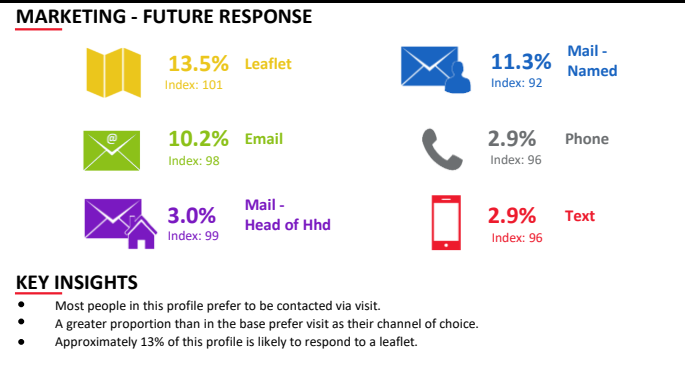 MARKETING - FUTURE RESPONSE
13.5% Leaflet
Index: 101
11.3% Mail - Named
Index: 92
@
10.2% Email
Index: 98
2.9% Phone
Index: 96
3.0% Mail - Head of Hhd
Index: 99
2.9% Text
Index: 96
KEY INSIGHTS
• Most people in this profile prefer to be contacted via visit.
• A greater proportion than in the base prefer visit as their channel of choice.
• Approximately 13% of this profile is likely to respond to a leaflet.